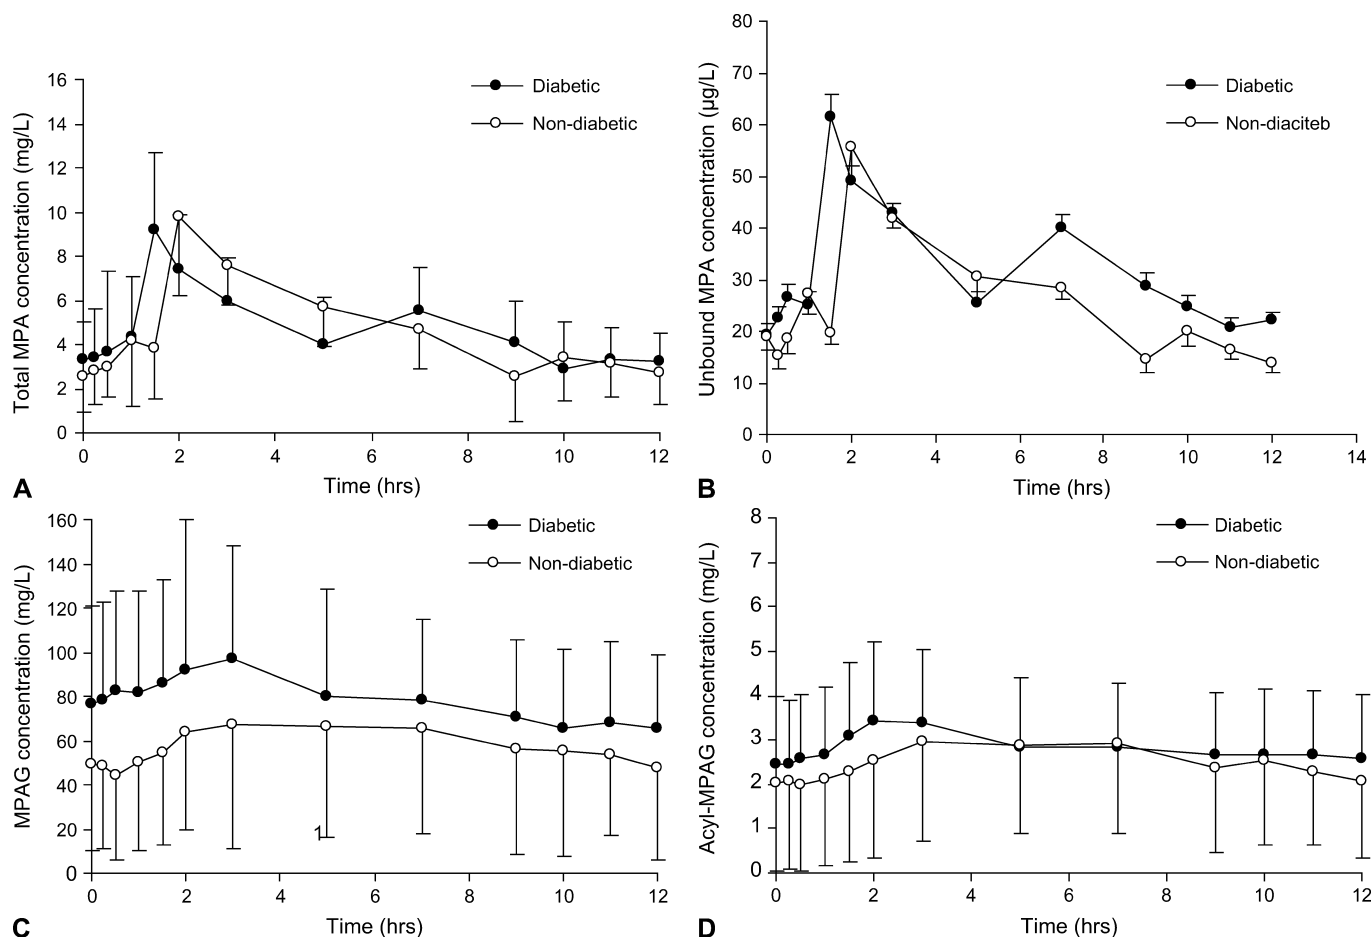 Total MPA concentration (mg/L)
16
14
12
10
8
6
4
2
0
0 2 4 6 8 10 12
Time (hrs)
Diabetic
Non-diabetic
A
Unbound MPA concentration (µg/L)
80
70
60
50
40
30
20
10
0
0 2 4 6 8 10 12 14
Time (hrs)
Diabetic
Non-diaciteb
B
MPAG concentration (mg/L)
160
140
120
100
80
60
40
20
0
0 2 4 6 8 10 12
Time (hrs)
Diabetic
Non-diabetic
1
C
Acyl-MPAG concentration (mg/L)
8
7
6
5
4
3
2
1
0
0 2 4 6 8 10 12
Time (hrs)
Diabetic
Non-diabetic
D